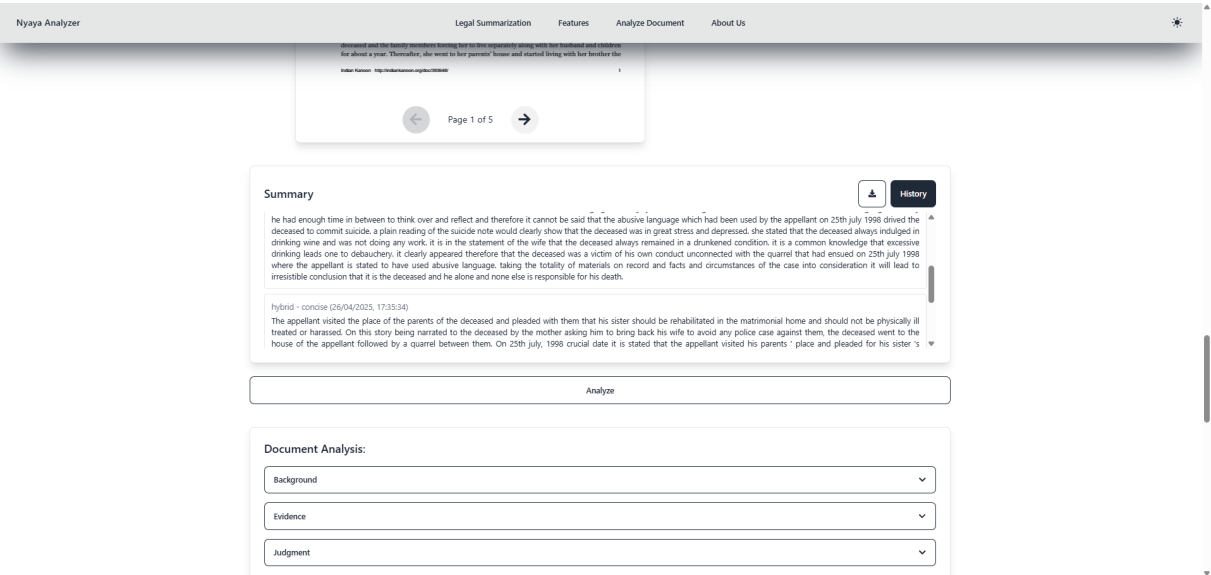 Nyaya Analyzer
Legal Summarization Features Analyze Document About Us
deceased and the family members forcing her to live separately along with her husband and children
for about a year. Thereafter, she went to her parents' house and started living with her brother the
Indian Kanoon http://indiankanoon.org/doc/
1
Page 1 of 5
Summary
History
he had enough time in between to think over and reflect and therefore it cannot be said that the abusive language which had been used by the appellant on 25th july 1998 drived the
deceased to commit suicide. a plain reading of the suicide note would clearly show that the deceased was in great stress and depressed. she stated that the deceased always indulged in
drinking wine and was not doing any work. it is in the statement of the wife that the deceased always remained in a drunkened condition. it is a common knowledge that excessive
drinking leads one to debauchery. it clearly appeared therefore that the deceased was a victim of his own conduct unconnected with the quarrel that had ensued on 25th july 1998
where the appellant is stated to have used abusive language. taking the totality of materials on record and facts and circumstances of the case into consideration it will lead to
irresistible conclusion that it is the deceased and he alone and none else is responsible for his death.
hybrid - concise (26/04/2025, 17:35:34)
The appellant visited the place of the parents of the deceased and pleaded with them that his sister should be rehabilitated in the matrimonial home and should not be physically ill
treated or harassed. On this story being narrated to the deceased by the mother asking him to bring back his wife to avoid any police case against them, the deceased went to the
house of the appellant followed by a quarrel between them. On 25th july, 1998 crucial date it is stated that the appellant visited his parents ' place and pleaded for his sister 's
Analyze
Document Analysis:
Background
Evidence
Judgment